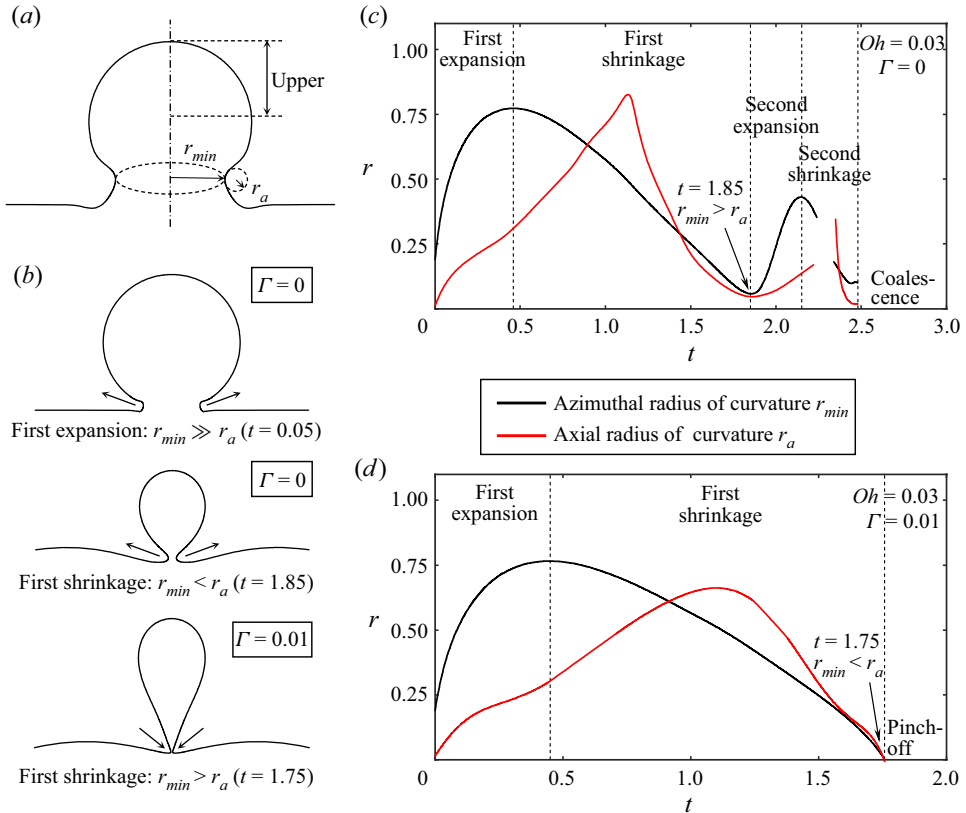 (a)
Upper
r_min
r_a
(b)
Γ = 0
First expansion: r_min ≫ r_a (t = 0.05)
Γ = 0
First shrinkage: r_min < r_a (t = 1.85)
Γ = 0.01
First shrinkage: r_min > r_a (t = 1.75)
(c)
First
expansion
First
shrinkage
Oh = 0.03
Γ = 0
Second
expansion
Second
shrinkage
t = 1.85
r_min > r_a
Coales-
cence
1.00
0.75
r
0.50
0.25
0
0.5
1.0
1.5
2.0
2.5
3.0
t
Azimuthal radius of curvature r_min
Axial radius of curvature r_a
(d)
First
expansion
First
shrinkage
Oh = 0.03
Γ = 0.01
t = 1.75
r_min < r_a
Pinch-
off
1.00
0.75
r
0.50
0.25
0
0.5
1.0
1.5
2.0
t